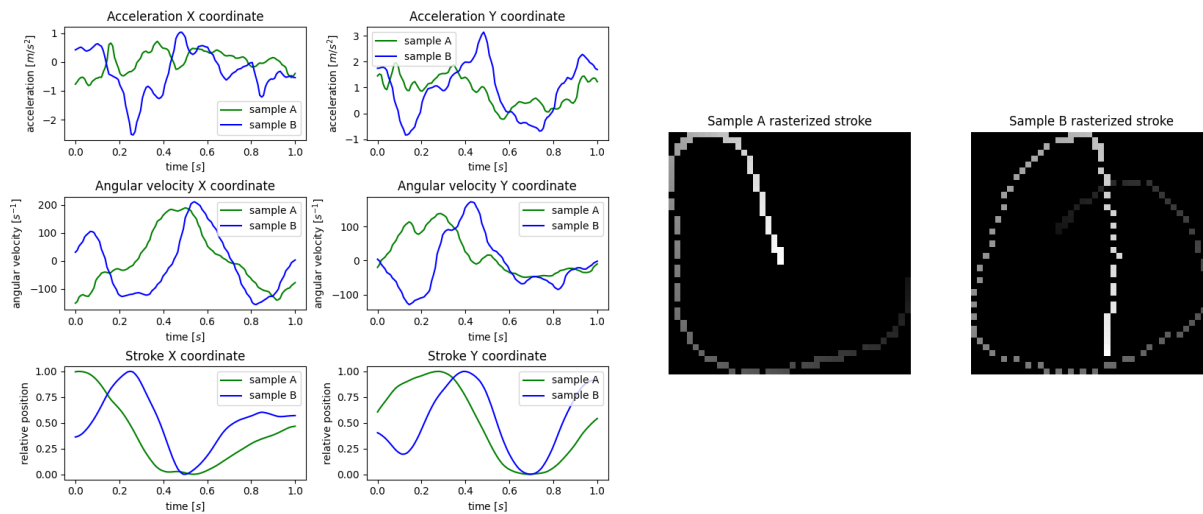 Acceleration X coordinate
acceleration [m/s²]
1
0
−1
−2
sample A
sample B
0.0 0.2 0.4 0.6 0.8 1.0
time [s]
Acceleration Y coordinate
acceleration [m/s²]
3
2
1
0
−1
sample A
sample B
0.0 0.2 0.4 0.6 0.8 1.0
time [s]
Angular velocity X coordinate
angular velocity [s⁻¹]
200
100
0
−100
sample A
sample B
0.0 0.2 0.4 0.6 0.8 1.0
time [s]
Angular velocity Y coordinate
angular velocity [s⁻¹]
100
0
−100
sample A
sample B
0.0 0.2 0.4 0.6 0.8 1.0
time [s]
Stroke X coordinate
relative position
1.00
0.75
0.50
0.25
0.00
sample A
sample B
0.0 0.2 0.4 0.6 0.8 1.0
time [s]
Stroke Y coordinate
relative position
1.00
0.75
0.50
0.25
0.00
sample A
sample B
0.0 0.2 0.4 0.6 0.8 1.0
time [s]
Sample A rasterized stroke
Sample B rasterized stroke